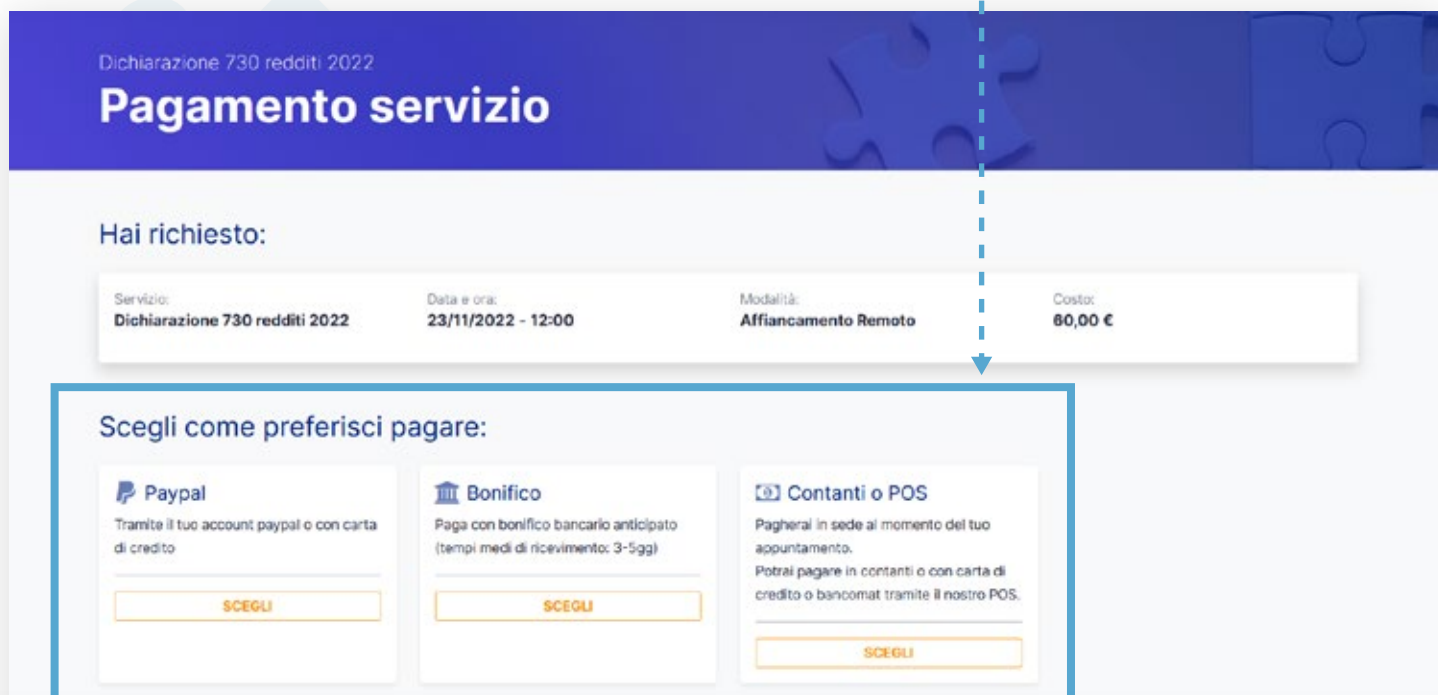 Dichiarazione 730 redditi 2022
Pagamento servizio
Hai richiesto:
Servizio:
Dichiarazione 730 redditi 2022
Data e ora:
23/11/2022 - 12:00
Modalità:
Affiancamento Remoto
Costo:
60,00 €
Scegli come preferisci pagare:
Paypal
Tramite il tuo account paypal o con carta
di credito
SCEGLI
Bonifico
Paga con bonifico bancario anticipato
(tempi medi di ricevimento: 3-5gg)
SCEGLI
Contanti o POS
Pagherai in sede al momento del tuo
appuntamento.
Potrai pagare in contanti o con carta di
credito o bancomat tramite il nostro POS.
SCEGLI